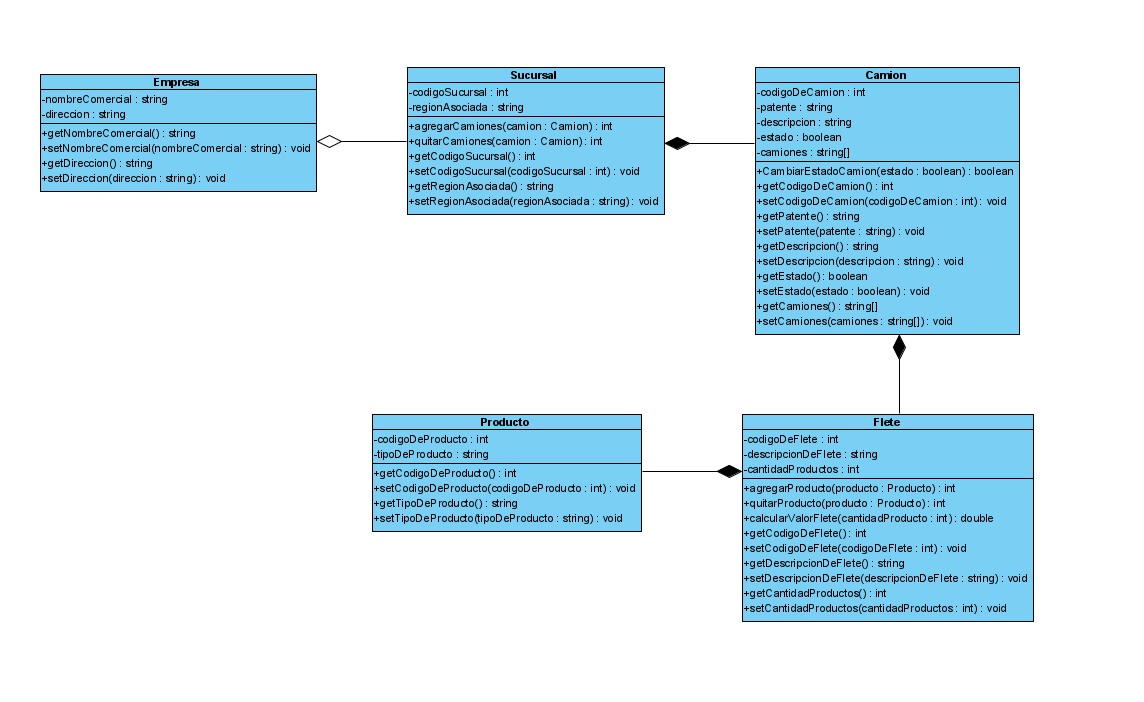 Empresa
-nombreComercial : string
-direccion : string
+getNombreComercial() : string
+setNombreComercial(nombreComercial : string) : void
+getDireccion() : string
+setDireccion(direccion : string) : void
Sucursal
-codigoSucursal : int
-regionAsociada : string
+agregarCamiones(camion : Camion) : int
+quitarCamiones(camion : Camion) : int
+getCodigoSucursal() : int
+setCodigoSucursal(codigoSucursal : int) : void
+getRegionAsociada() : string
+setRegionAsociada(regionAsociada : string) : void
Camion
-codigoDeCamion : int
-patente : string
-descripcion : string
-estado : boolean
-camiones : string[]
+CambiarEstadoCamion(estado : boolean) : boolean
+getCodigoDeCamion() : int
+setCodigoDeCamion(codigoDeCamion : int) : void
+getPatente() : string
+setPatente(patente : string) : void
+getDescripcion() : string
+setDescripcion(descripcion : string) : void
+getEstado() : boolean
+setEstado(estado : boolean) : void
+getCamiones() : string[]
+setCamiones(camiones : string[]) : void
Producto
-codigoDeProducto : int
-tipoDeProducto : string
+getCodigoDeProducto() : int
+setCodigoDeProducto(codigoDeProducto : int) : void
+getTipoDeProducto() : string
+setTipoDeProducto(tipoDeProducto : string) : void
Flete
-codigoDeFlete : int
-descripcionDeFlete : string
-cantidadProductos : int
+agregarProducto(producto : Producto) : int
+quitarProducto(producto : Producto) : int
+calcularValorFlete(cantidadProducto : int) : double
+getCodigoDeFlete() : int
+setCodigoDeFlete(codigoDeFlete : int) : void
+getDescripcionDeFlete() : string
+setDescripcionDeFlete(descripcionDeFlete : string) : void
+getCantidadProductos() : int
+setCantidadProductos(cantidadProductos : int) : void